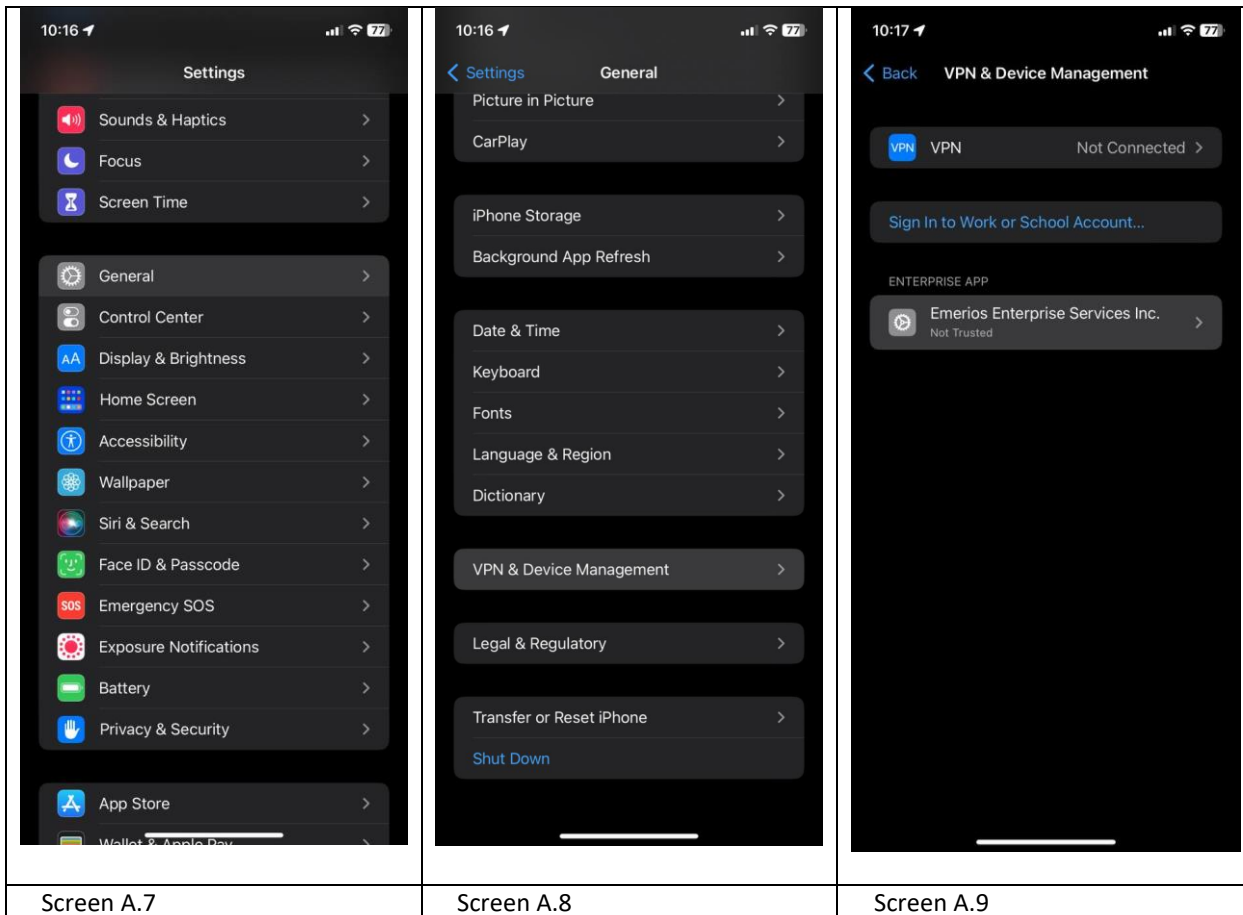 10:16
77
Settings
Sounds & Haptics
Focus
Screen Time
General
Control Center
Display & Brightness
AA
Home Screen
Accessibility
Wallpaper
Siri & Search
Face ID & Passcode
SOS
Emergency SOS
Exposure Notifications
Battery
Privacy & Security
App Store
Wallet & Apple Pay
Screen A.7
10:16
77
Settings
General
Picture in Picture
CarPlay
iPhone Storage
Background App Refresh
Date & Time
Keyboard
Fonts
Language & Region
Dictionary
VPN & Device Management
Legal & Regulatory
Transfer or Reset iPhone
Shut Down
Screen A.8
10:17
77
Back
VPN & Device Management
VPN
VPN
Not Connected
Sign In to Work or School Account...
ENTERPRISE APP
Emerios Enterprise Services Inc.
Not Trusted
Screen A.9